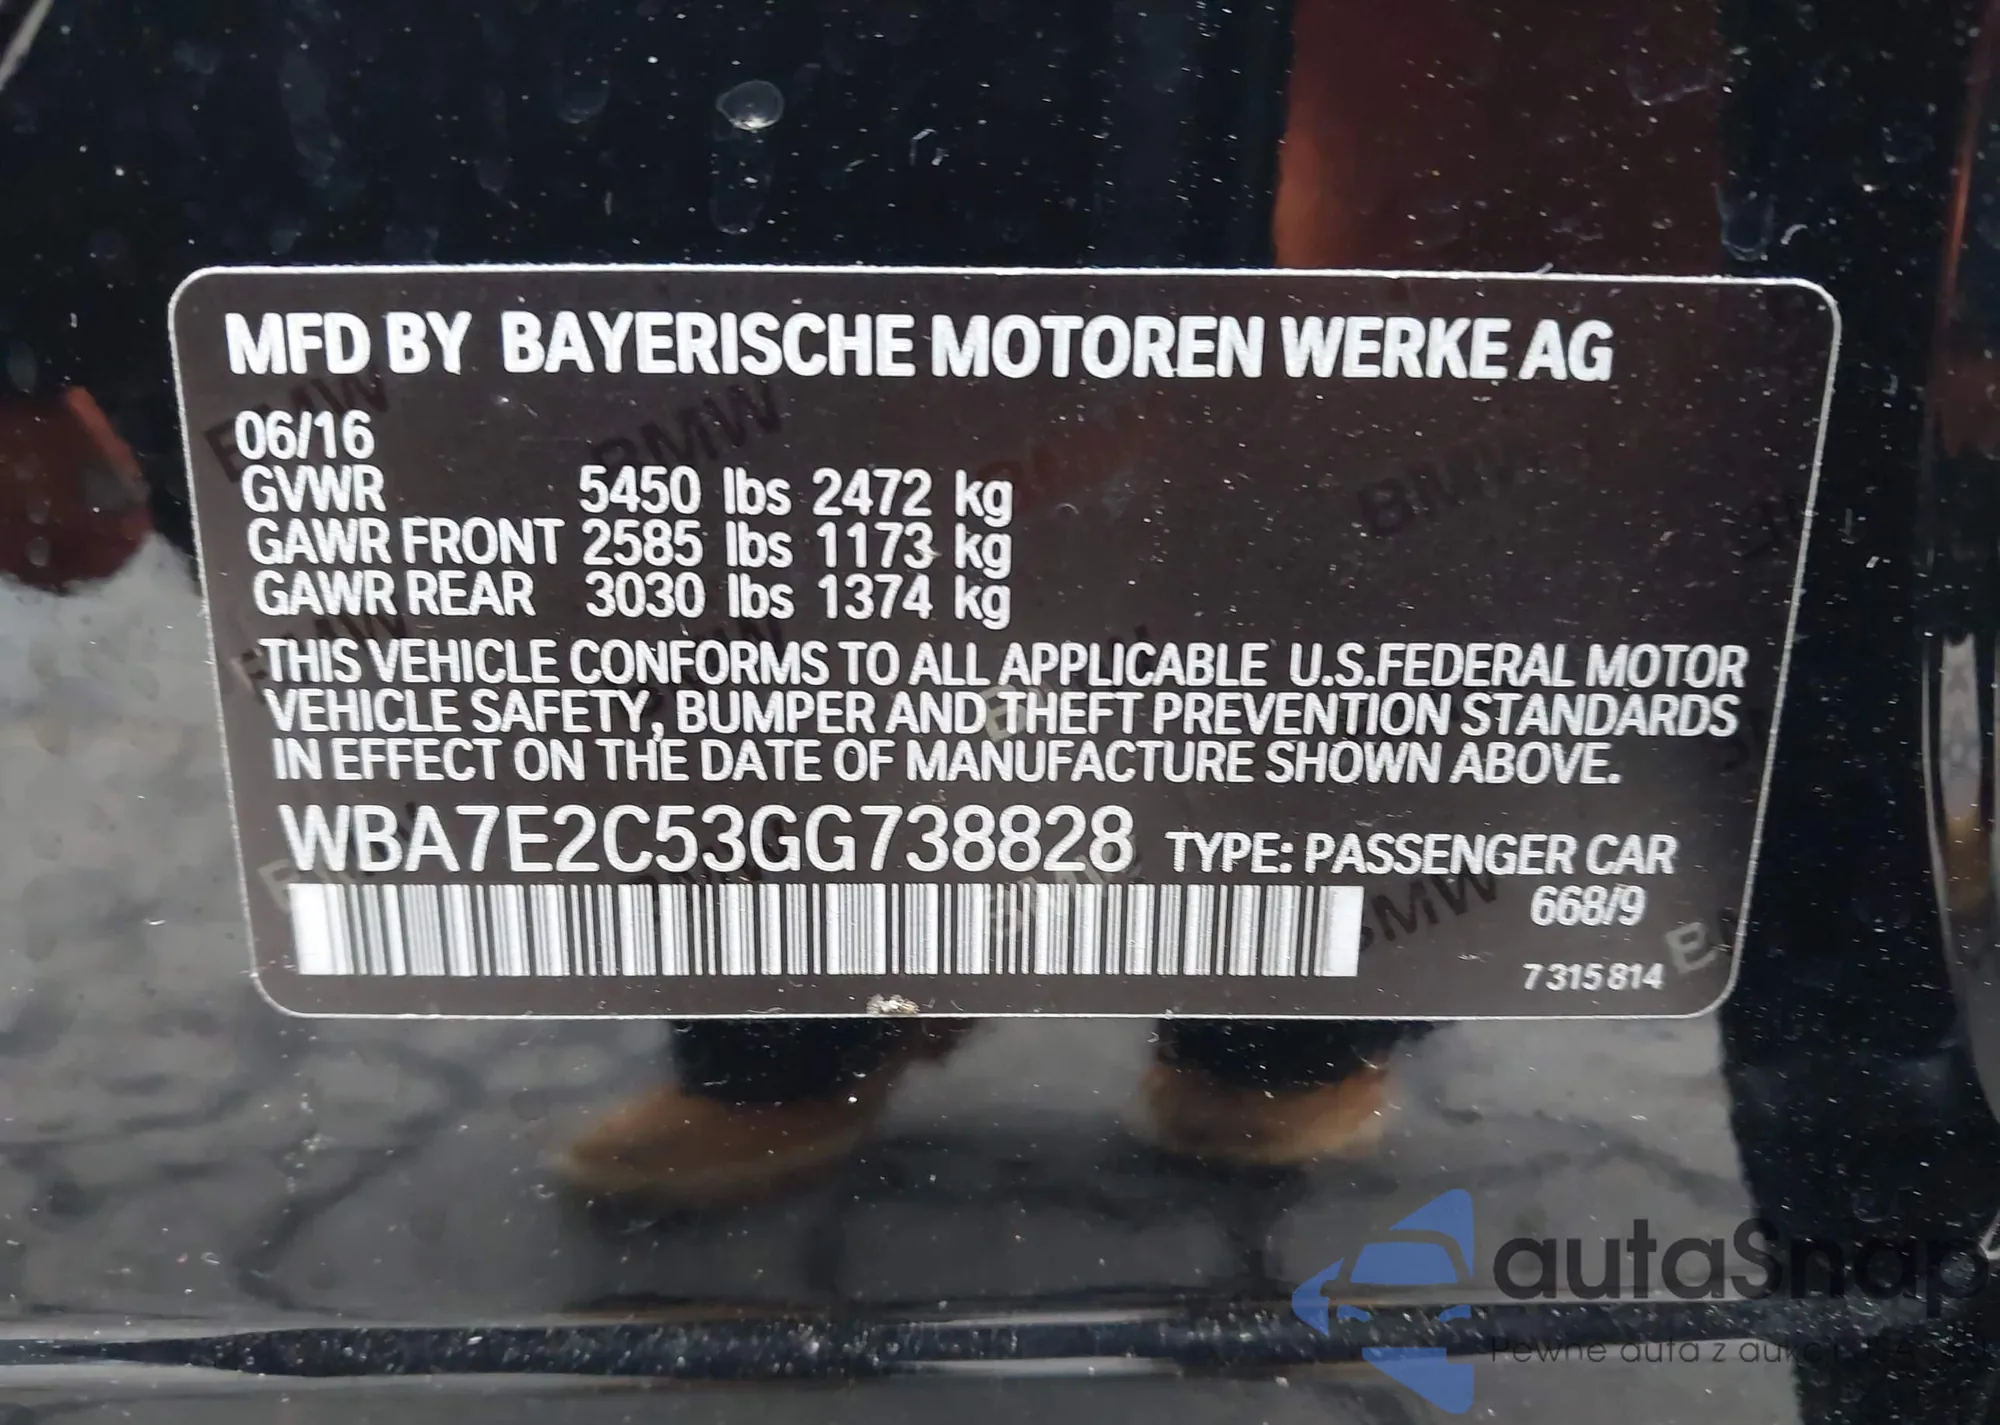 MFD BY BAYERISCHE MOTOREN WERKE AG
06/16
GVWR 5450 lbs 2472 kg
GAWR FRONT 2585 lbs 1173 kg
GAWR REAR 3030 lbs 1374 kg
THIS VEHICLE CONFORMS TO ALL APPLICABLE U.S.FEDERAL MOTOR
VEHICLE SAFETY, BUMPER AND THEFT PREVENTION STANDARDS
IN EFFECT ON THE DATE OF MANUFACTURE SHOWN ABOVE.
WBA7E2C53GG738828 TYPE: PASSENGER CAR
668/9
7 315 814
autaSnap
Pewne auta z